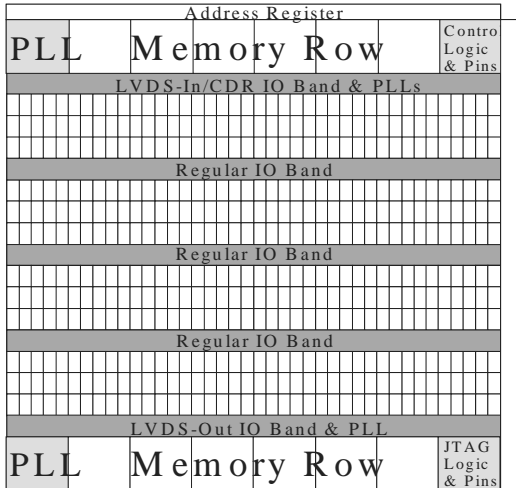 Address Register
PLL Memory Row
Contro
Logic
& Pins
LVDS-In/CDR IO Band & PLLs
Regular IO Band
Regular IO Band
Regular IO Band
LVDS-Out IO Band & PLL
PLL Memory Row
JTAG
Logic
& Pins